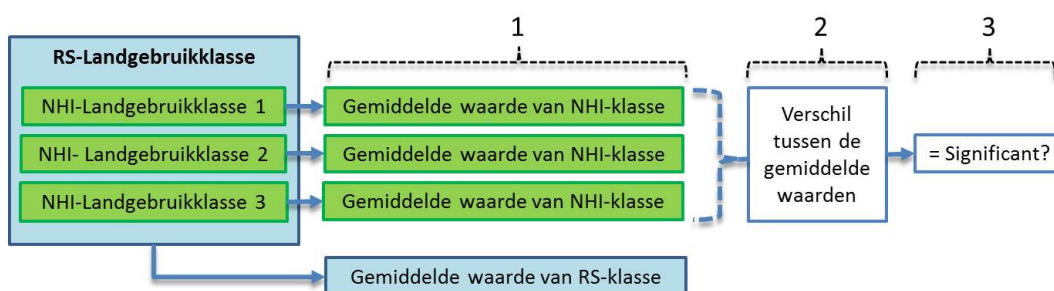 1
2
3
RS-Landgebruikklasse
NHI-Landgebruikklasse 1
Gemiddelde waarde van NHI-klasse
NHI- Landgebruikklasse 2
Gemiddelde waarde van NHI-klasse
NHI-Landgebruikklasse 3
Gemiddelde waarde van NHI-klasse
Verschil
tussen de
gemiddelde
waarden
= Significant?
Gemiddelde waarde van RS-klasse